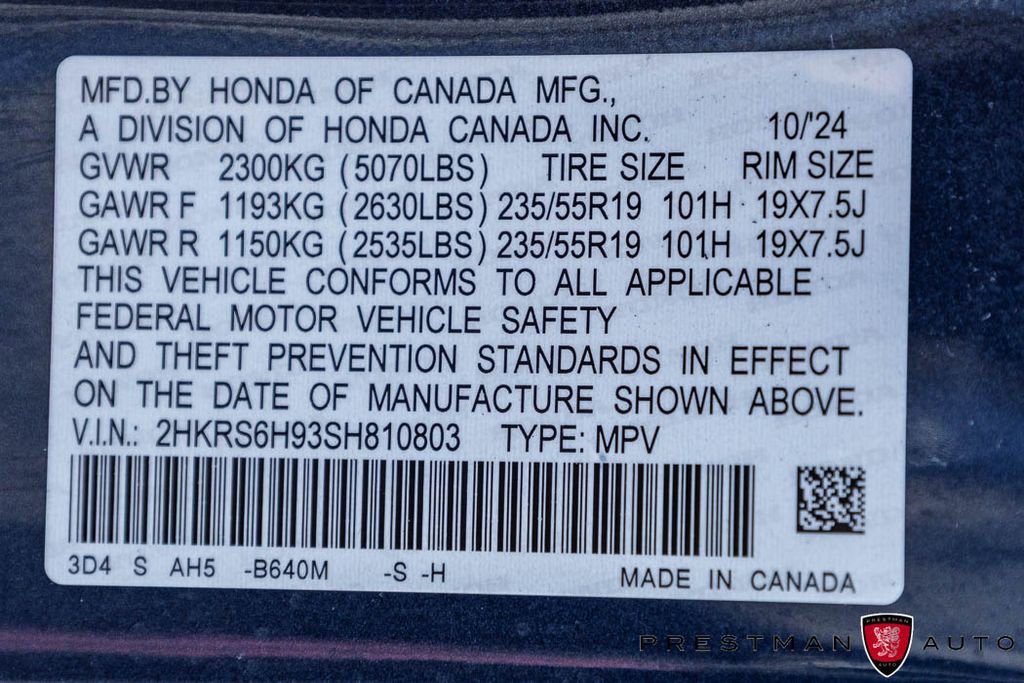 MFD.BY HONDA OF CANADA MFG.,
A DIVISION OF HONDA CANADA INC. 10/'24
GVWR 2300KG (5070LBS) TIRE SIZE RIM SIZE
GAWR F 1193KG (2630LBS) 235/55R19 101H 19X7.5J
GAWR R 1150KG (2535LBS) 235/55R19 101H 19X7.5J
THIS VEHICLE CONFORMS TO ALL APPLICABLE
FEDERAL MOTOR VEHICLE SAFETY
AND THEFT PREVENTION STANDARDS IN EFFECT
ON THE DATE OF MANUFACTURE SHOWN ABOVE.
V.I.N.: 2HKRS6H93SH810803 TYPE: MPV
3D4 S AH5 -B640M -S -H MADE IN CANADA
PRESTMAN AUTO
PRESTMAN
AUTO